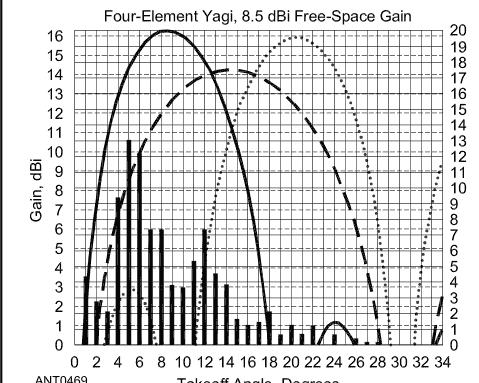 Four-Element Yagi, 8.5 dBi Free-Space Gain
16 15 14 13 12 11 10 9 8 7 6 5 4 3 2 1 0
Gain, dBi
20 19 18 17 16 15 14 13 12 11 10 9 8 7 6 5 4 3 2 1 0
0 2 4 6 8 10 12 14 16 18 20 22 24 26 28 30 32 34
ANT0469
Takeoff Angle, Degrees